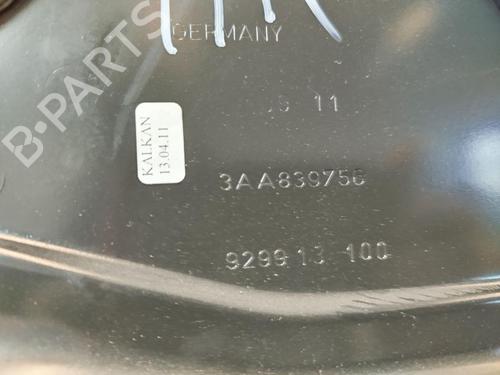 GERMANY
11
KALKAN
13.04.11
3AA839756
929913 100
B-PARTS